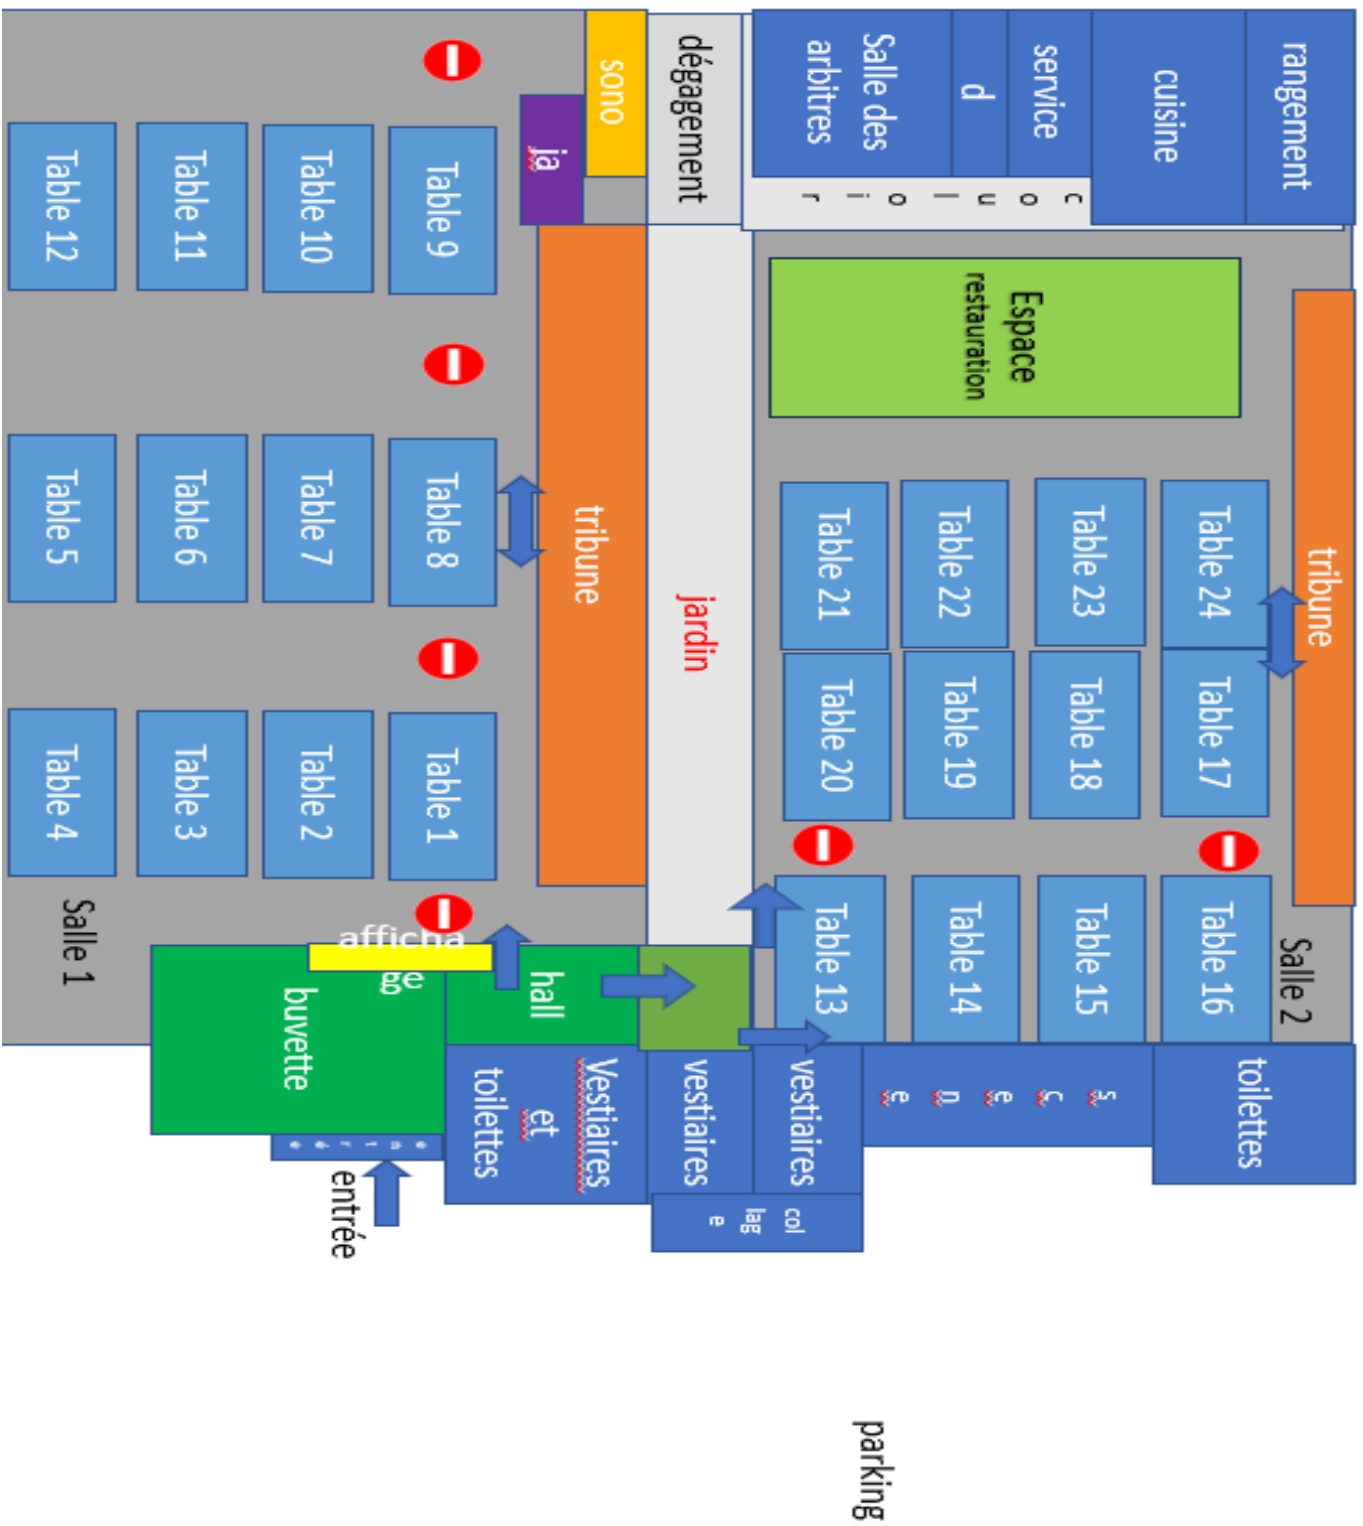 rangement
tribune
Salle 2
toilettes
cuisine
Table 24
Table 17
Table 16
service
Table 23
Table 18
Table 15
s
ç
e
n
e
d
c
o
u
l
o
i
r
Espace
restauration
Table 22
Table 19
Table 14
Salle des
arbitres
Table 21
Table 20
Table 13
vestiaires
col
lag
e
parking
dégagement
jardin
vestiaires
sono
tribune
Vestiaires
et
toilettes
ja
hall
Table 9
Table 8
Table 1
afficha
ge
e
n
t
r
é
e
entrée
Table 10
Table 7
Table 2
buvette
Table 11
Table 6
Table 3
Table 12
Table 5
Table 4
Salle 1